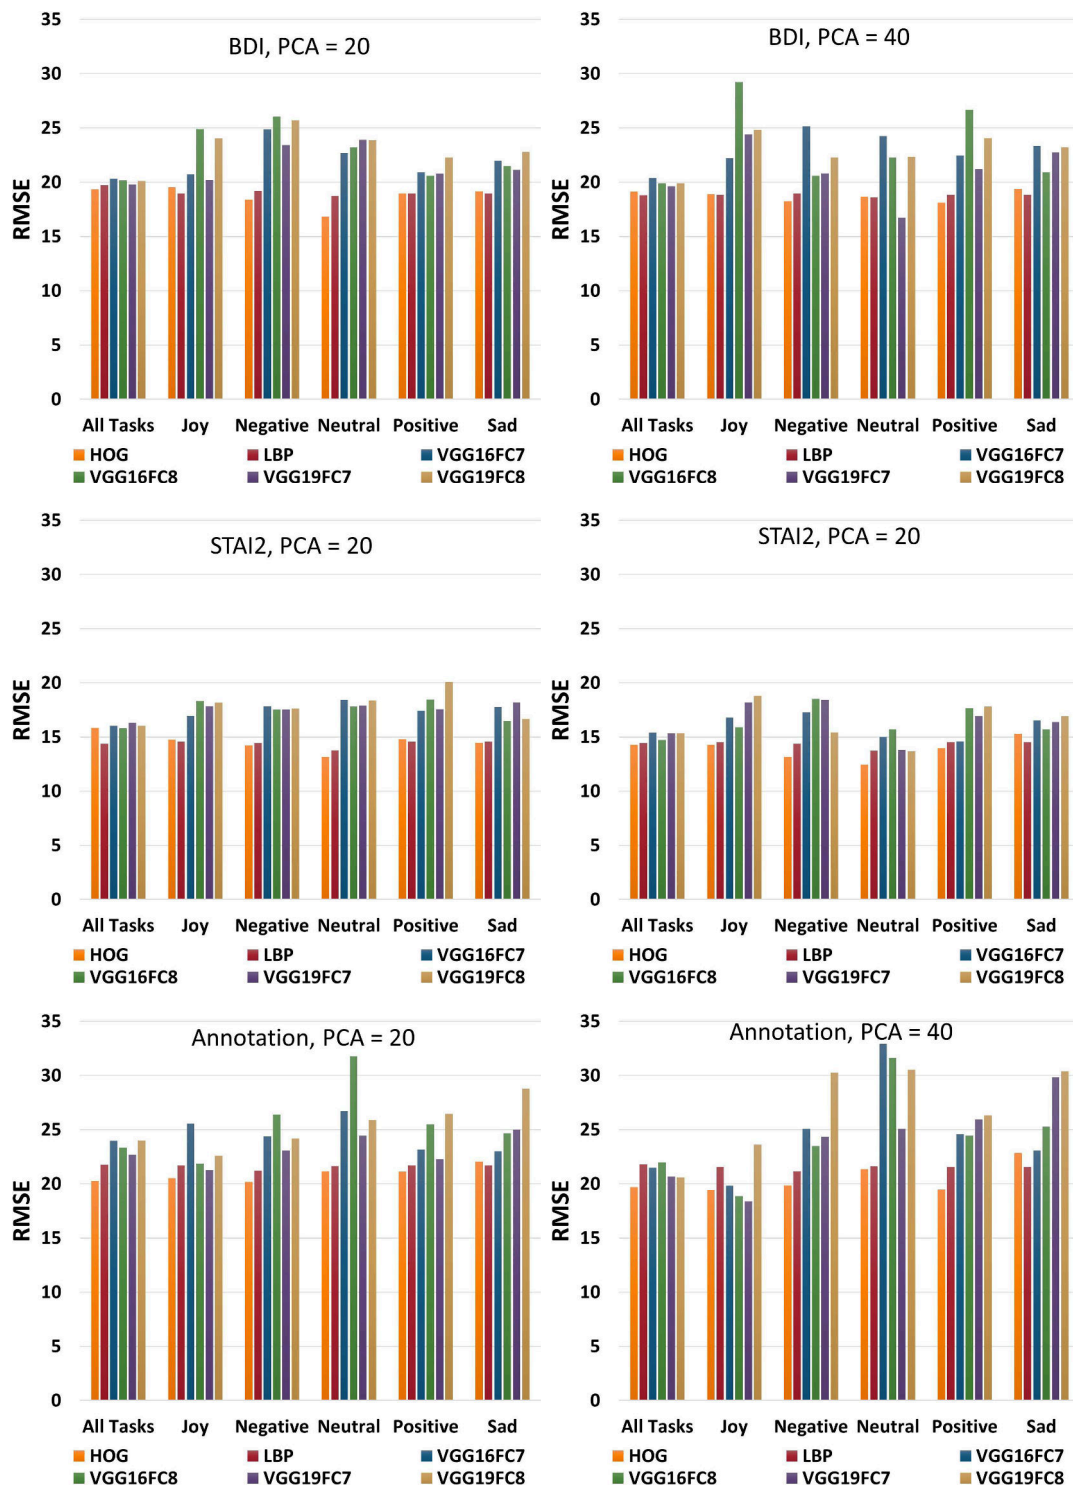 BDI, PCA = 20
35
30
25
20
15
10
5
0
RMSE
All Tasks Joy Negative Neutral Positive Sad
HOG LBP VGG16FC7
VGG16FC8 VGG19FC7 VGG19FC8
BDI, PCA = 40
35
30
25
20
15
10
5
0
RMSE
All Tasks Joy Negative Neutral Positive Sad
HOG LBP VGG16FC7
VGG16FC8 VGG19FC7 VGG19FC8
STAI2, PCA = 20
35
30
25
20
15
10
5
0
RMSE
All Tasks Joy Negative Neutral Positive Sad
HOG LBP VGG16FC7
VGG16FC8 VGG19FC7 VGG19FC8
STAI2, PCA = 20
35
30
25
20
15
10
5
0
RMSE
All Tasks Joy Negative Neutral Positive Sad
HOG LBP VGG16FC7
VGG16FC8 VGG19FC7 VGG19FC8
Annotation, PCA = 20
35
30
25
20
15
10
5
0
RMSE
All Tasks Joy Negative Neutral Positive Sad
HOG LBP VGG16FC7
VGG16FC8 VGG19FC7 VGG19FC8
Annotation, PCA = 40
35
30
25
20
15
10
5
0
RMSE
All Tasks Joy Negative Neutral Positive Sad
HOG LBP VGG16FC7
VGG16FC8 VGG19FC7 VGG19FC8